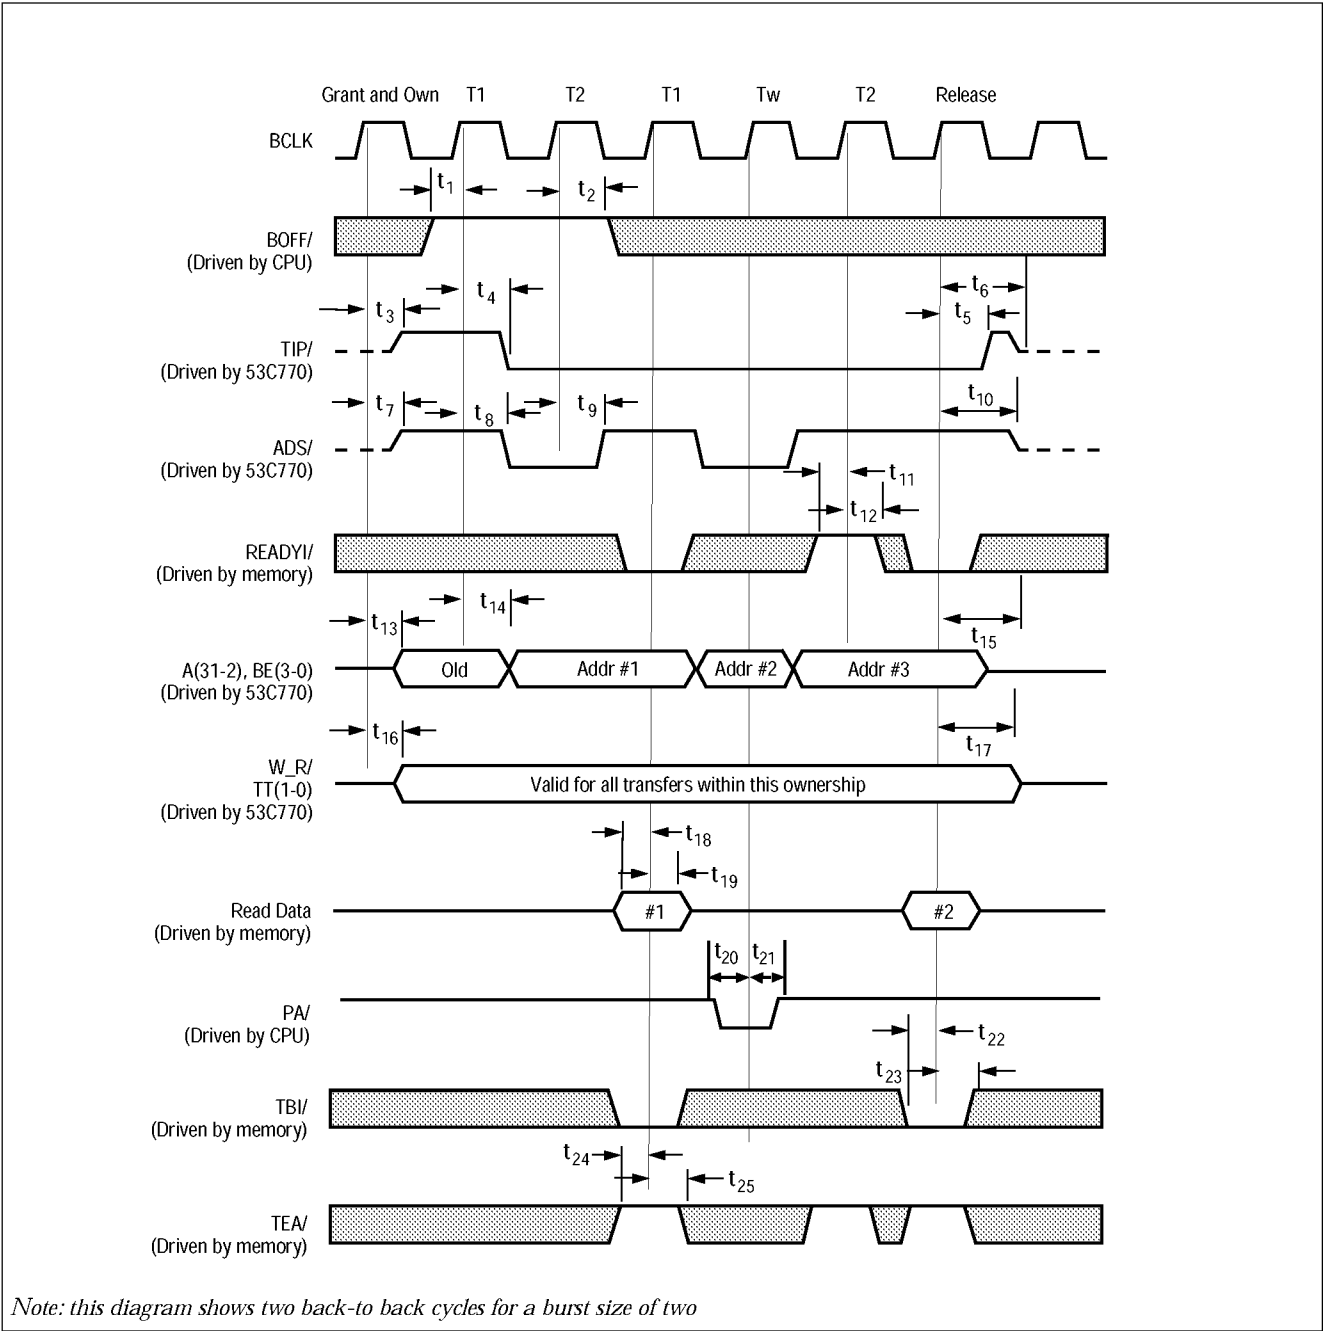 Grant and Own T1 T2 T1 Tw T2 Release
BCLK
t1 t2
BOFF/
(Driven by CPU)
t6
t4
t3 t5
TIP/
(Driven by 53C770)
t10
t7 t8 t9
ADS/
(Driven by 53C770)
t11
t12
READYI/
(Driven by memory)
t14
t13 t15
A(31-2), BE(3-0) Old Addr #1 Addr #2 Addr #3
(Driven by 53C770)
t16 t17
W_R/
TT(1-0) Valid for all transfers within this ownership
(Driven by 53C770)
t18
t19
Read Data #1 #2
(Driven by memory)
t20 t21
PA/
(Driven by CPU)
t22
t23
TBI/
(Driven by memory)
t24
t25
TEA/
(Driven by memory)
Note: this diagram shows two back-to back cycles for a burst size of two